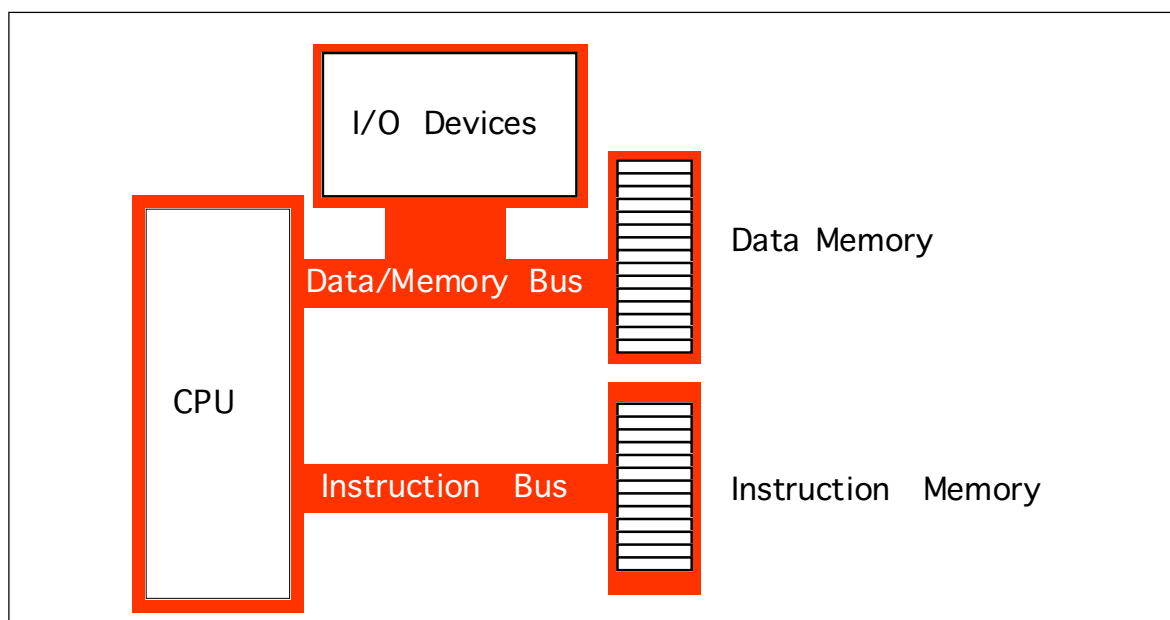 I/O Devices
Data Memory
Data/Memory Bus
CPU
Instruction Bus
Instruction Memory